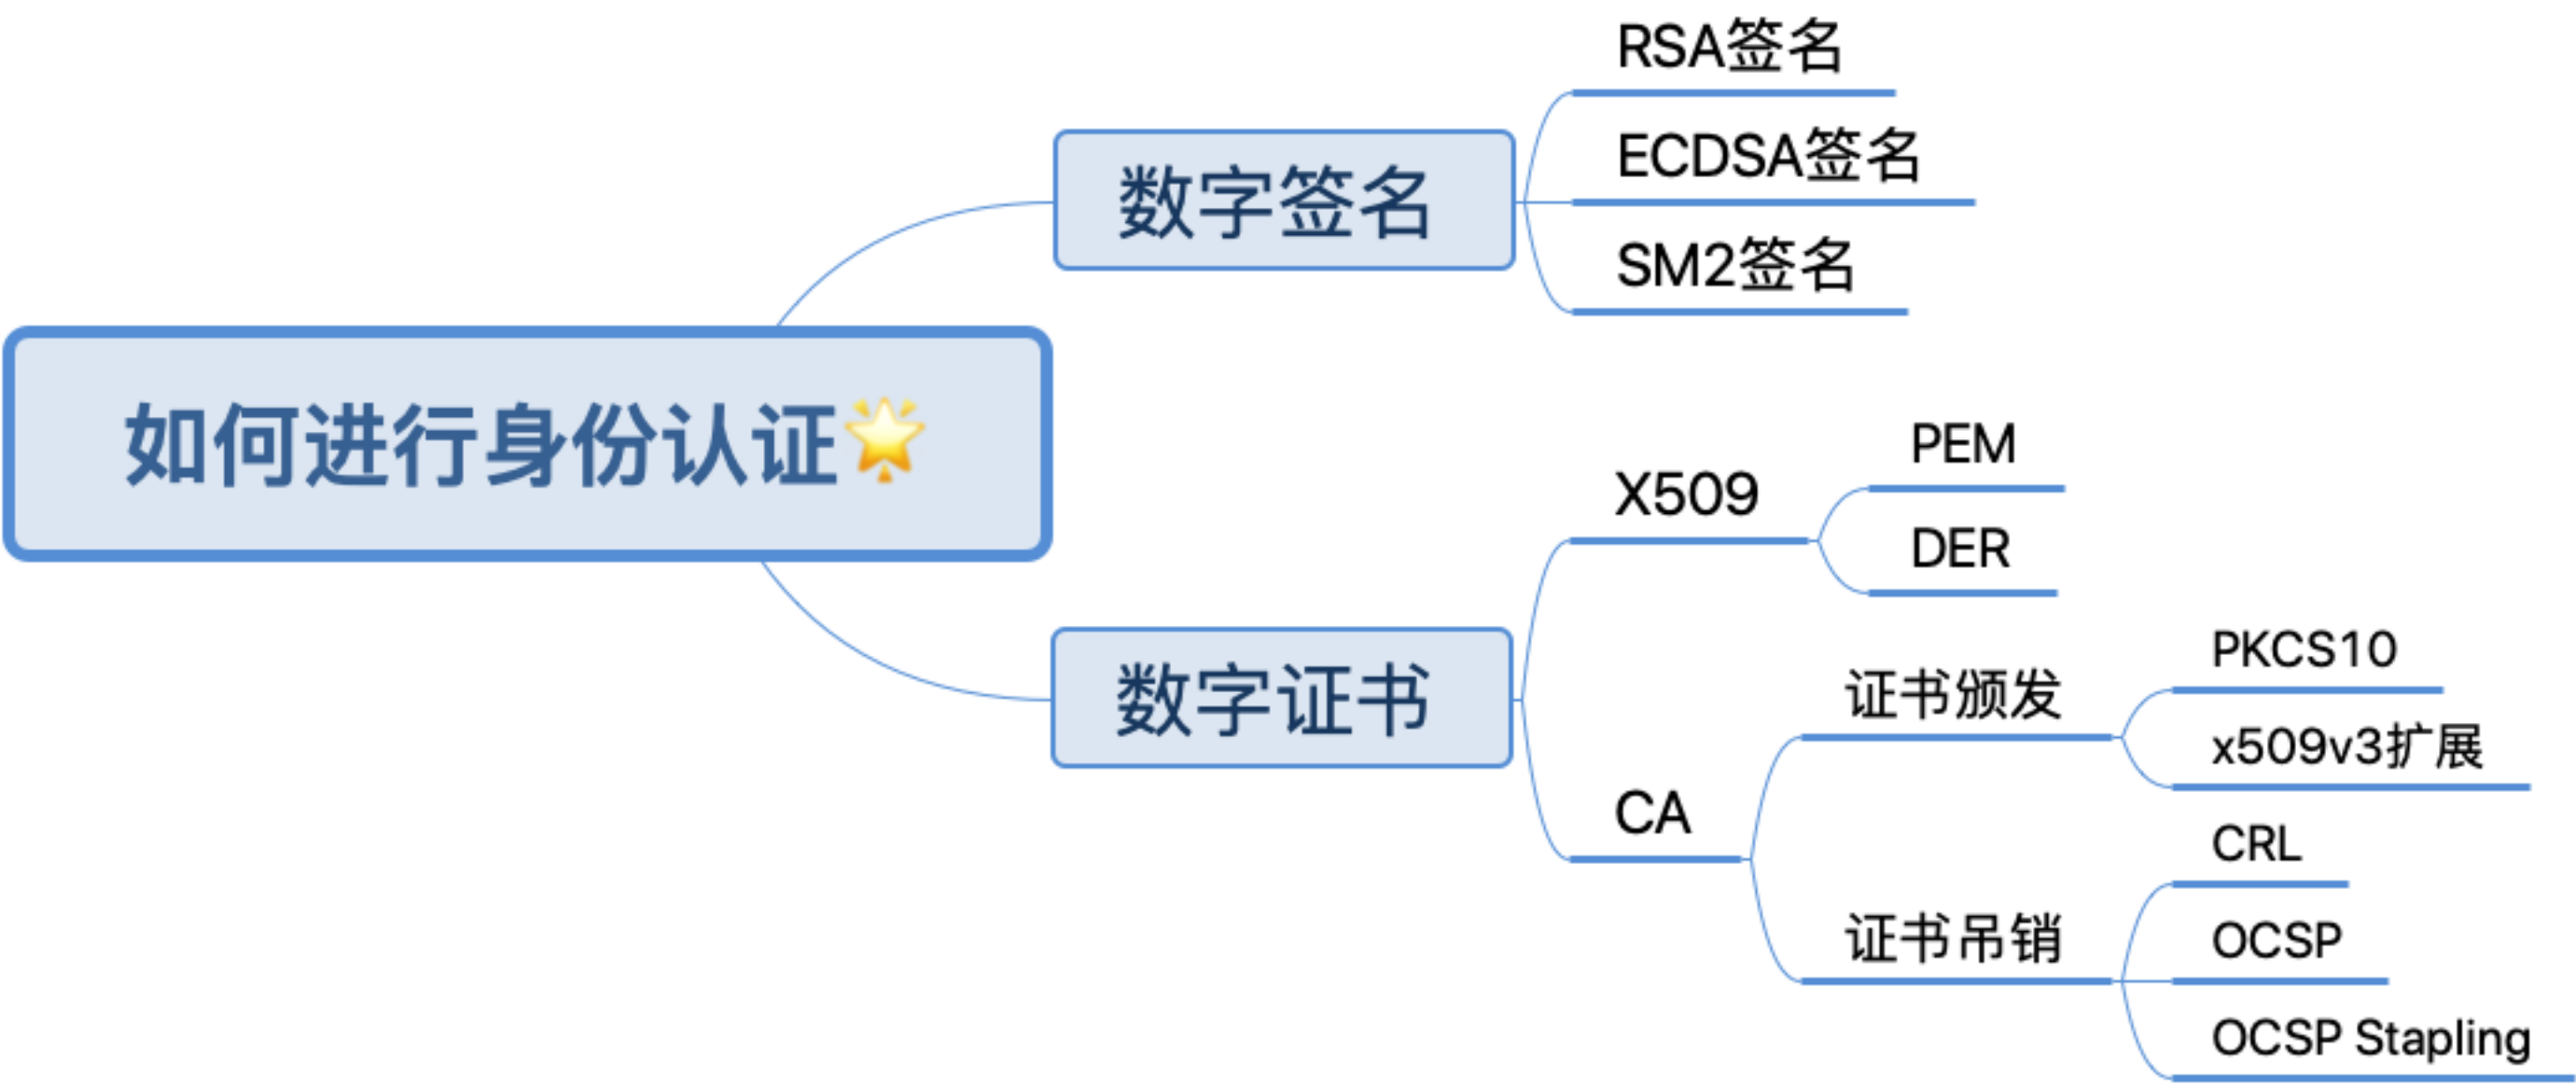 如何进行身份认证🌟
数字签名
RSA签名
ECDSA签名
SM2签名
数字证书
X509
PEM
DER
CA
证书颁发
PKCS10
x509v3扩展
证书吊销
CRL
OCSP
OCSP Stapling